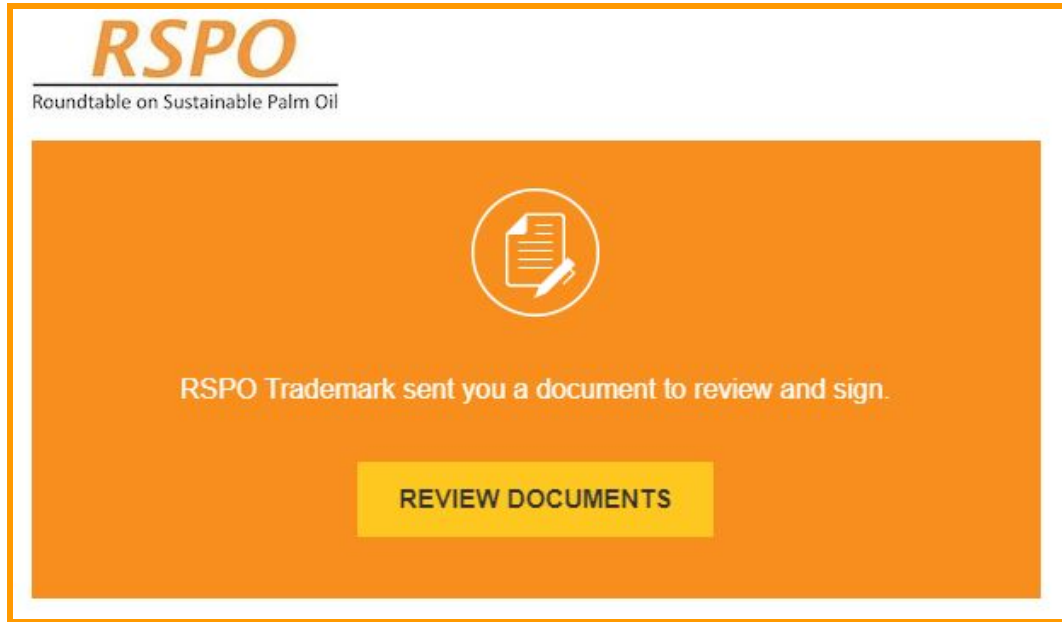 RSPO
Roundtable on Sustainable Palm Oil
RSPO Trademark sent you a document to review and sign.
REVIEW DOCUMENTS